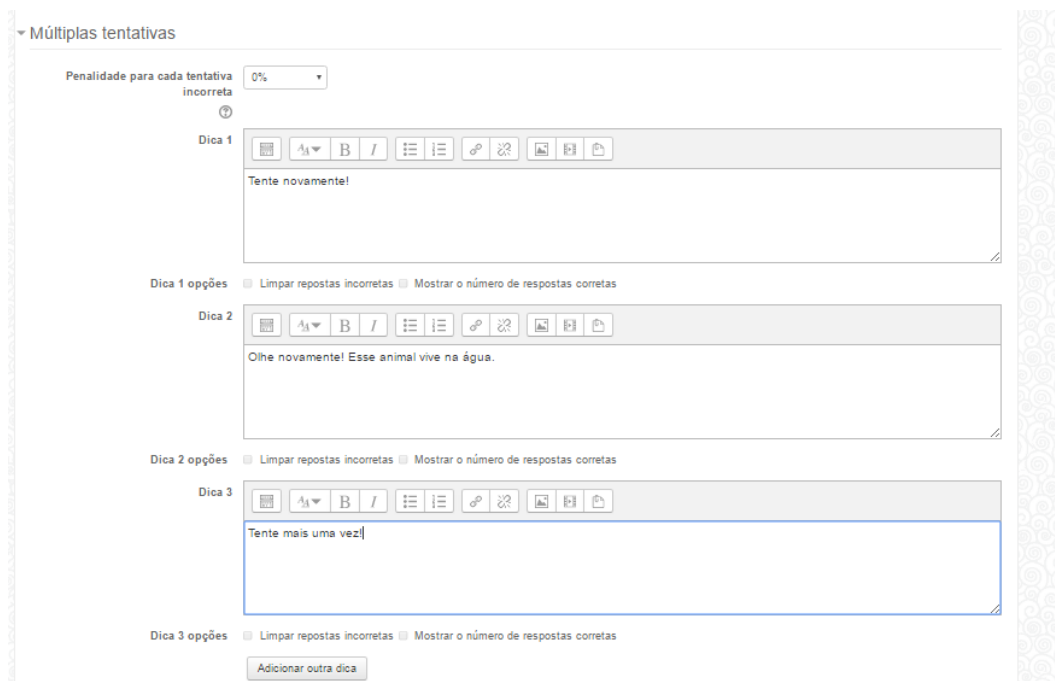 Múltiplas tentativas
Penalidade para cada tentativa incorreta 0%
Dica 1
Tente novamente!
Dica 1 opções Limpar repostas incorretas Mostrar o número de respostas corretas
Dica 2
Olhe novamente! Esse animal vive na água.
Dica 2 opções Limpar repostas incorretas Mostrar o número de respostas corretas
Dica 3
Tente mais uma vez!
Dica 3 opções Limpar repostas incorretas Mostrar o número de respostas corretas
Adicionar outra dica